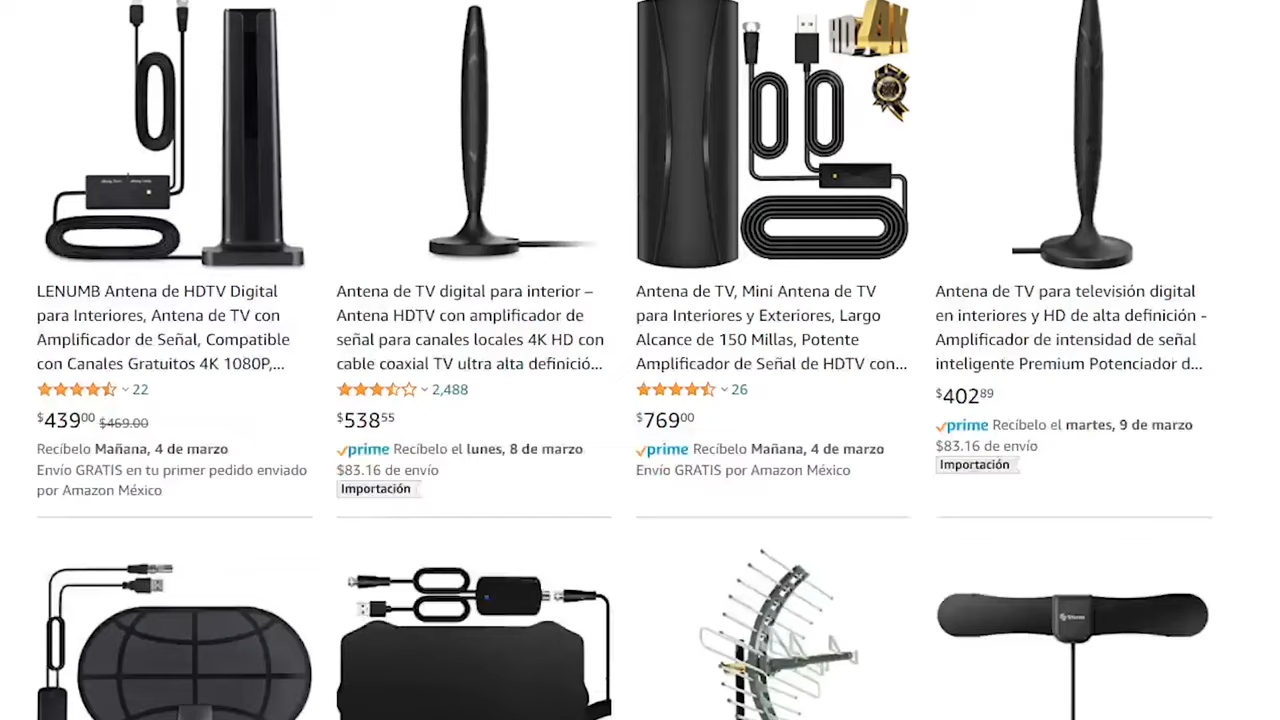 HD 4K
LENUMB Antena de HDTV Digital
para Interiores, Antena de TV con
Amplificador de Señal, Compatible
con Canales Gratuitos 4K 1080P,...
22
$43900 $469.00
Recíbelo Mañana, 4 de marzo
Envío GRATIS en tu primer pedido enviado
por Amazon México
Antena de TV digital para interior –
Antena HDTV con amplificador de
señal para canales locales 4K HD con
cable coaxial TV ultra alta definició...
2,488
$53855
prime Recíbelo el lunes, 8 de marzo
$83.16 de envío
Importación
Antena de TV, Mini Antena de TV
para Interiores y Exteriores, Largo
Alcance de 150 Millas, Potente
Amplificador de Señal de HDTV con...
26
$76900
prime Recíbelo Mañana, 4 de marzo
Envío GRATIS por Amazon México
Antena de TV para televisión digital
en interiores y HD de alta definición -
Amplificador de intensidad de señal
inteligente Premium Potenciador d...
$40289
prime Recíbelo el martes, 9 de marzo
$83.16 de envío
Importación